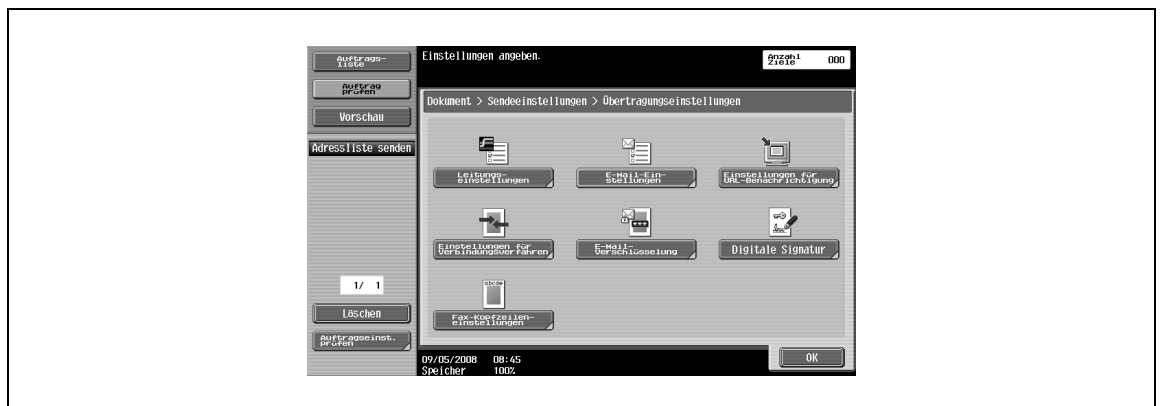 Auftrags-
liste
Auftrag
prüfen
Vorschau
Adressliste senden
1/ 1
Löschen
Auftragseinst.
prüfen
Einstellungen angeben.
Anzahl
Ziele
000
Dokument > Sendeeinstellungen > Übertragungseinstellungen
Leitungs-
einstellungen
E-Mail-Ein-
stellungen
Einstellungen für
URL-Benachrichtigung
Einstellungen für
Verbindungsverfahren
E-Mail-
Verschlüsselung
Digitale Signatur
abcde
Fax-Kopfzeilen-
einstellungen
09/05/2008 08:45
Speicher 100%
OK